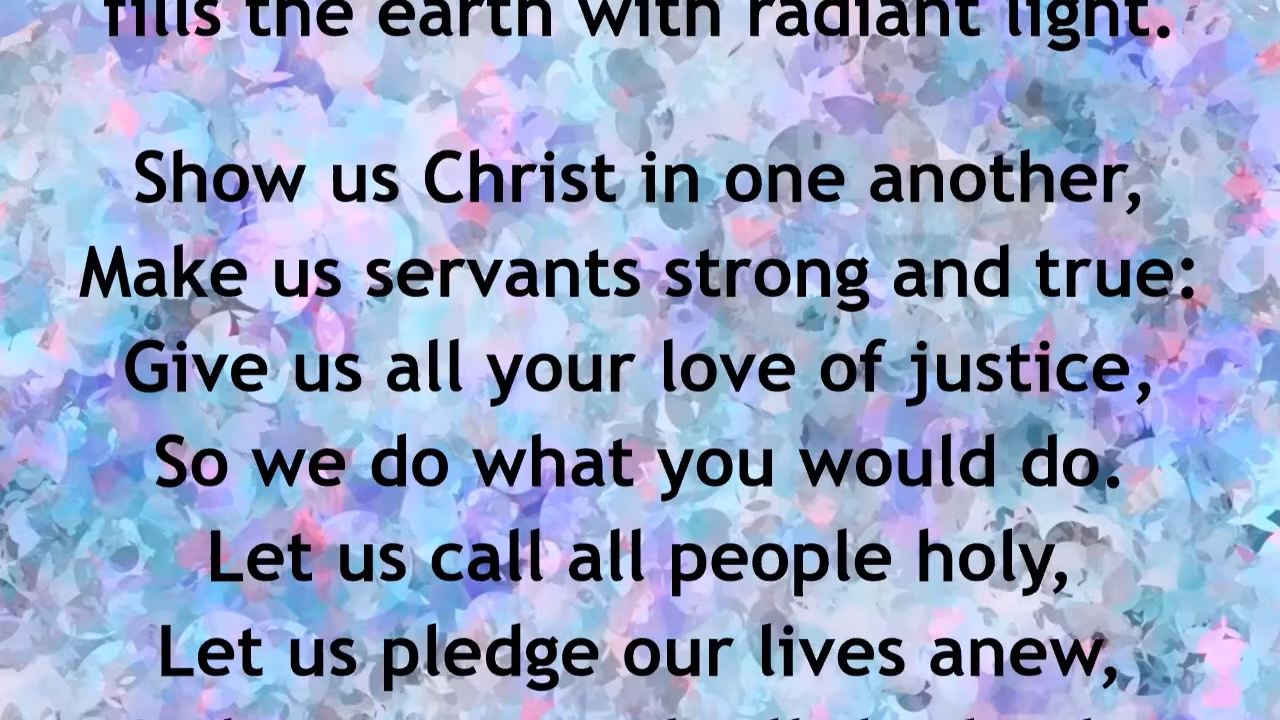 fills the earth with radiant light.
Show us Christ in one another,
Make us servants strong and true:
Give us all your love of justice,
So we do what you would do.
Let us call all people holy,
Let us pledge our lives anew,